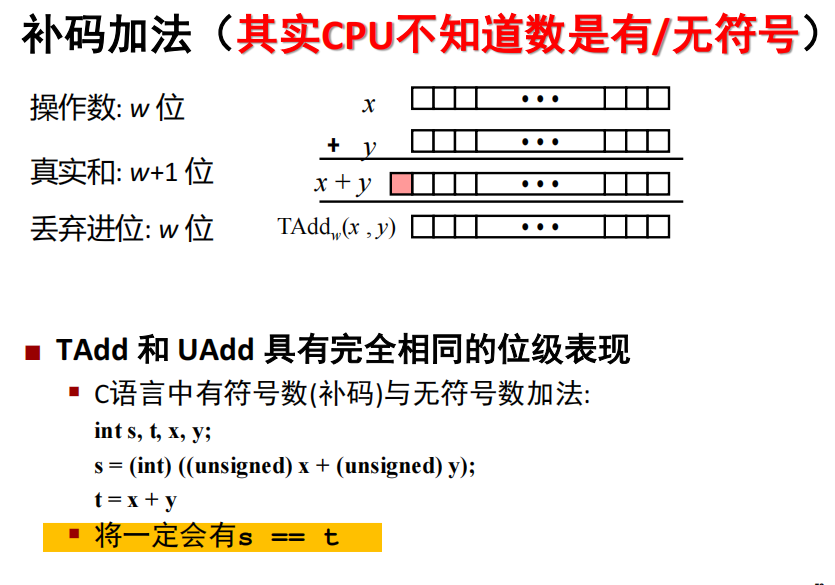 补码加法（其实CPU不知道数是有/无符号）
操作数: w 位
x
+ y
真实和: w+1 位
x + y
丢弃进位: w 位
TAddw(x , y)
■ TAdd 和 UAdd 具有完全相同的位级表现
▪ C语言中有符号数(补码)与无符号数加法:
int s, t, x, y;
s = (int) ((unsigned) x + (unsigned) y);
t = x + y
▪ 将一定会有s == t